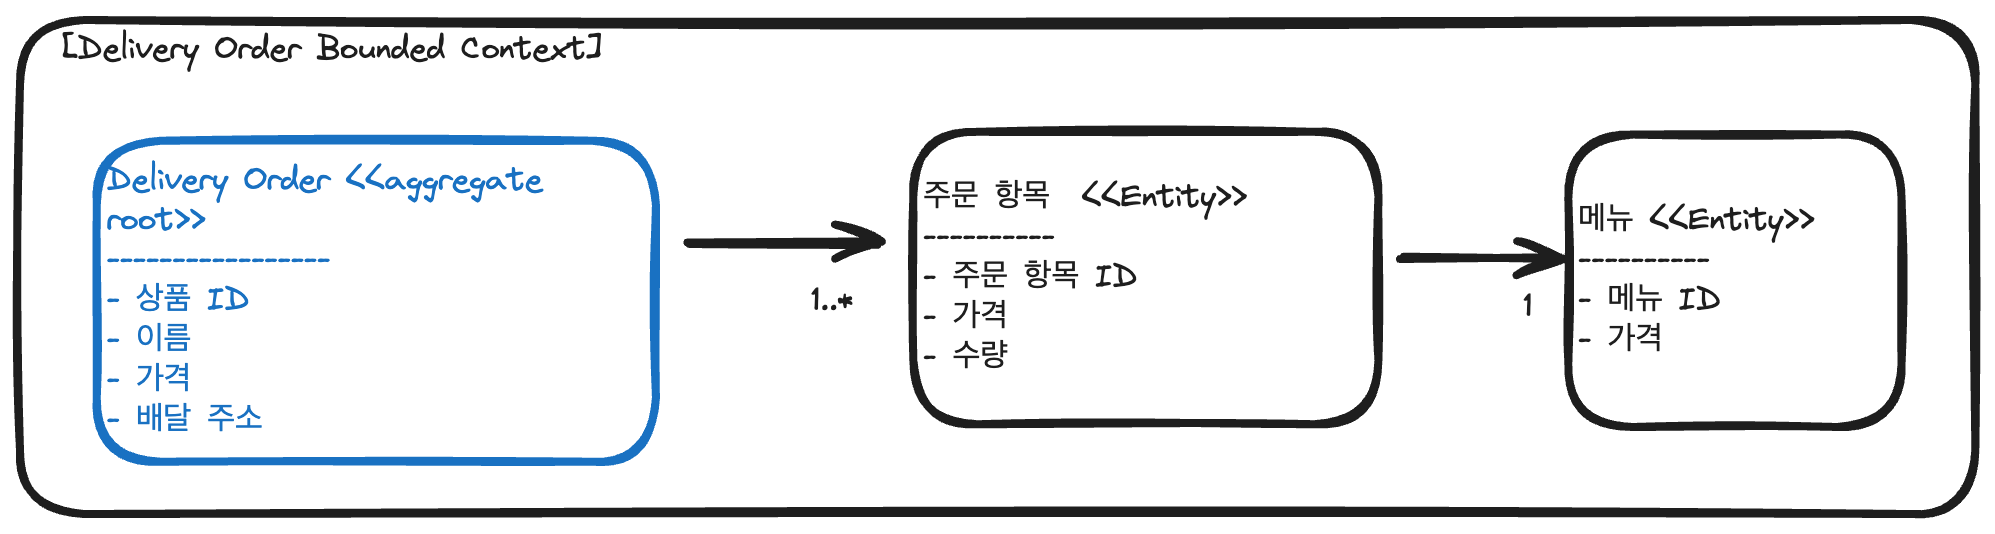 [Delivery Order Bounded Context]
Delivery Order <<aggregate
root>>
-----------------
- 상품 ID
- 이름
- 가격
- 배달 주소
1..*
주문 항목 <<Entity>>
----------
- 주문 항목 ID
- 가격
- 수량
1
메뉴 <<Entity>>
----------
- 메뉴 ID
- 가격